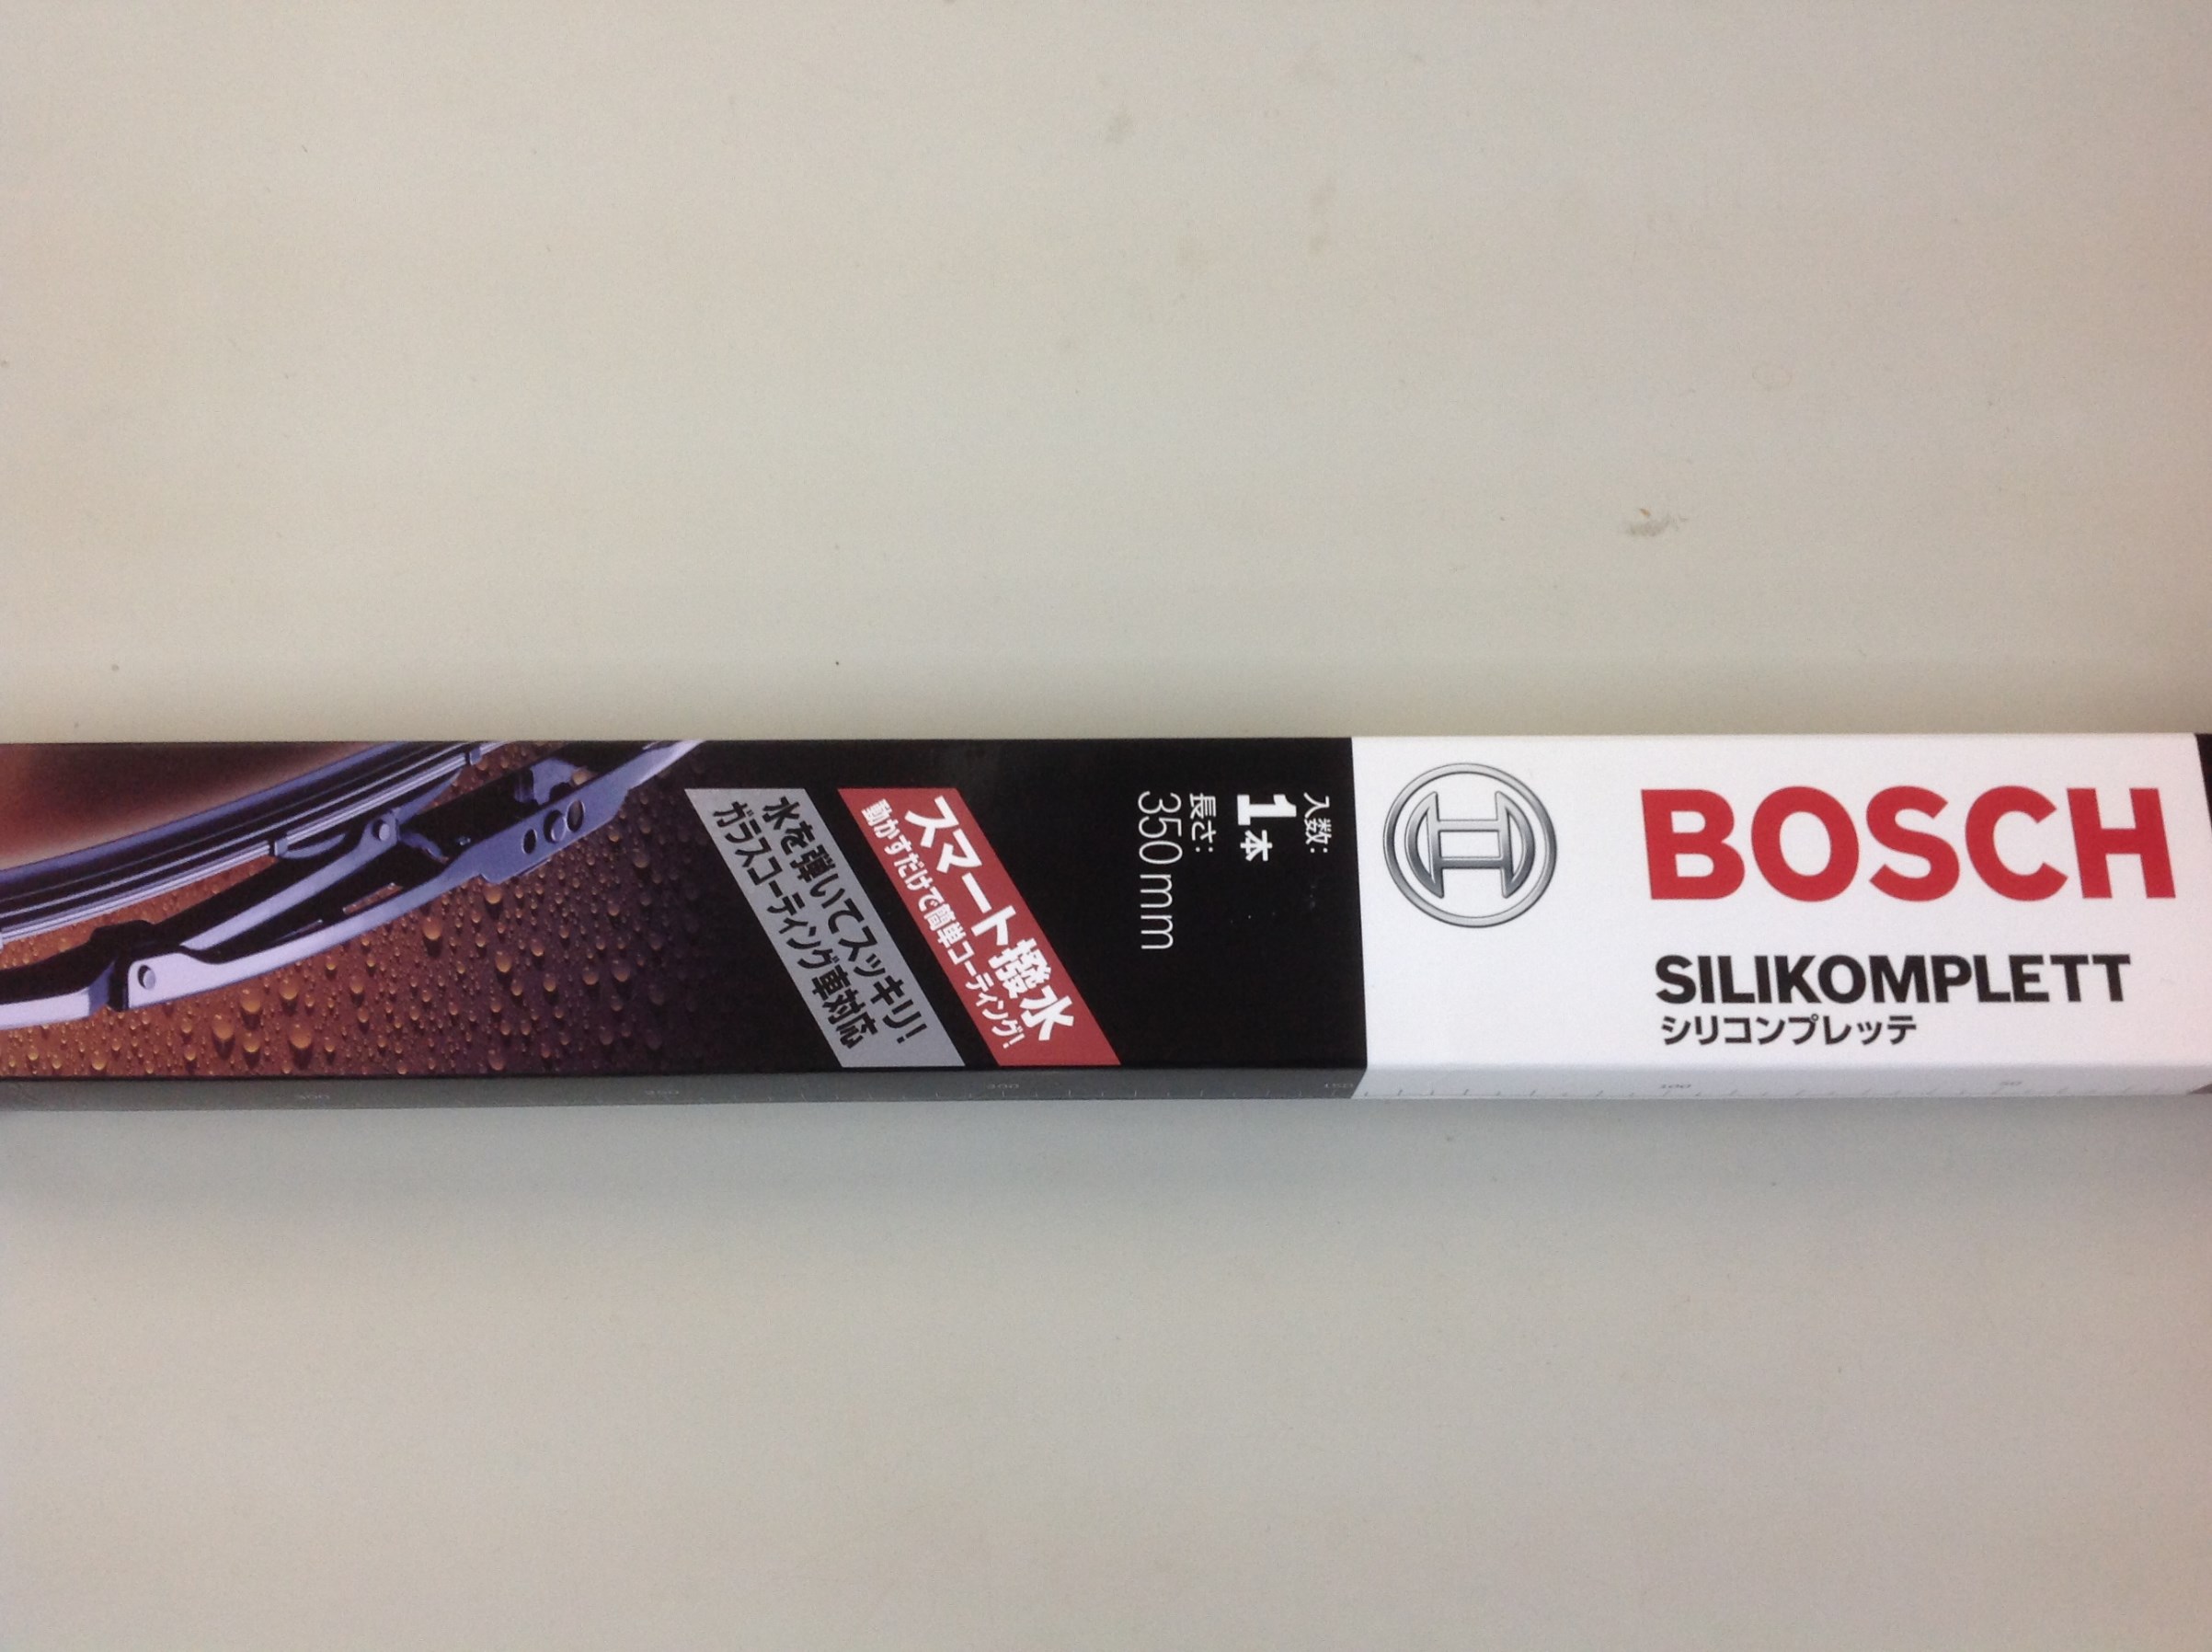 BOSCH
SILIKOMPLETT
シリコンプレッテ
入数:
1本
長さ:
350mm
スマート撥水
動かすだけで簡単コーティング!
水を弾いてスッキリ!
ガラスコーティング車対応